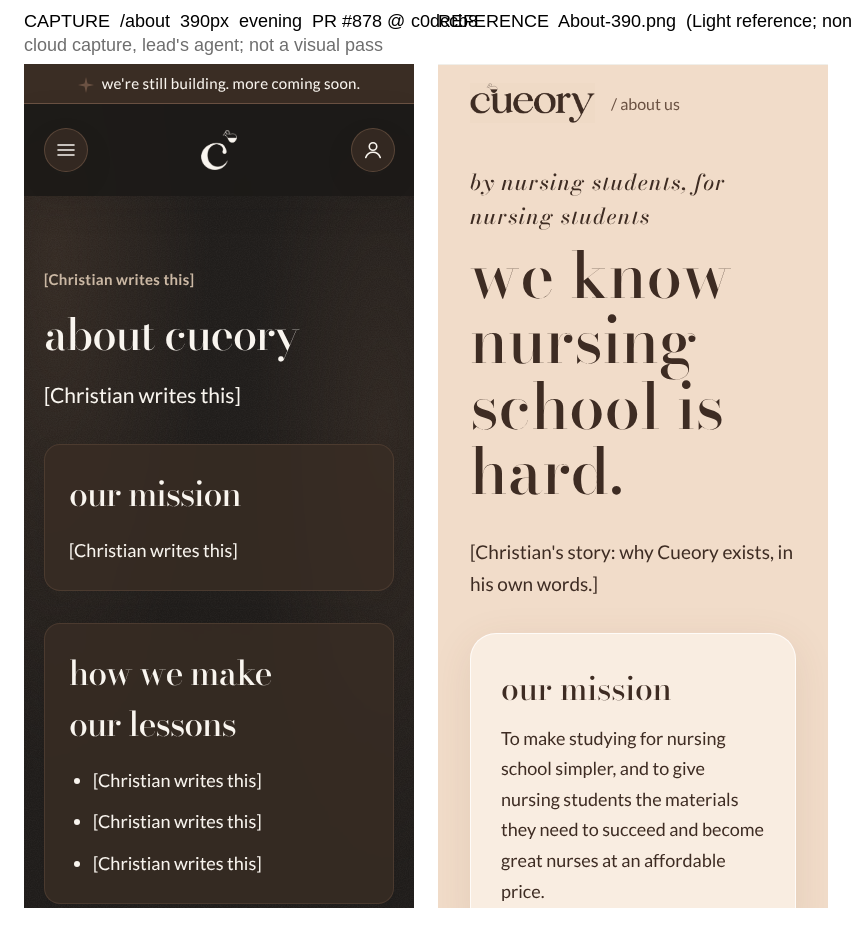 CAPTURE /about 390px evening PR #878 @
REFERENCE About-390.png (Light reference; non
cloud capture, lead's agent; not a visual pass
we're still building. more coming soon.
c
[Christian writes this]
about cueory
[Christian writes this]
our mission
[Christian writes this]
how we make
our lessons
• [Christian writes this]
• [Christian writes this]
• [Christian writes this]
cueory / about us
by nursing students, for
nursing students
we know
nursing
school is
hard.
[Christian's story: why Cueory exists, in
his own words.]
our mission
To make studying for nursing
school simpler, and to give
nursing students the materials
they need to succeed and become
great nurses at an affordable
price.